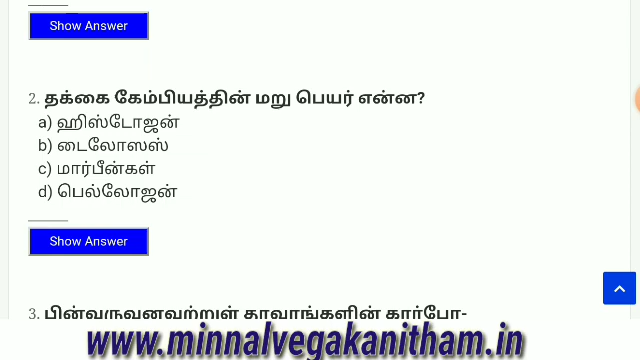 Show Answer
2. தக்கை கேம்பியத்தின் மறு பெயர் என்ன?
a) ஹிஸ்டோஜன்
b) டைலோஸஸ்
c) மார்பீன்கள்
d) பெல்லோஜன்
Show Answer
3. பின்வருவனவற்றுள் தாவரங்களின் கார்போ-
www.minnalvegakanitham.in